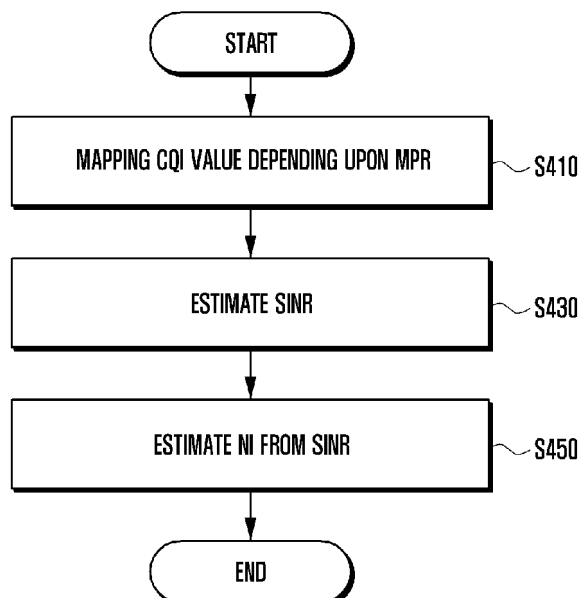 START
MAPPING CQI VALUE DEPENDING UPON MPR
S410
ESTIMATE SINR
S430
ESTIMATE NI FROM SINR
S450
END